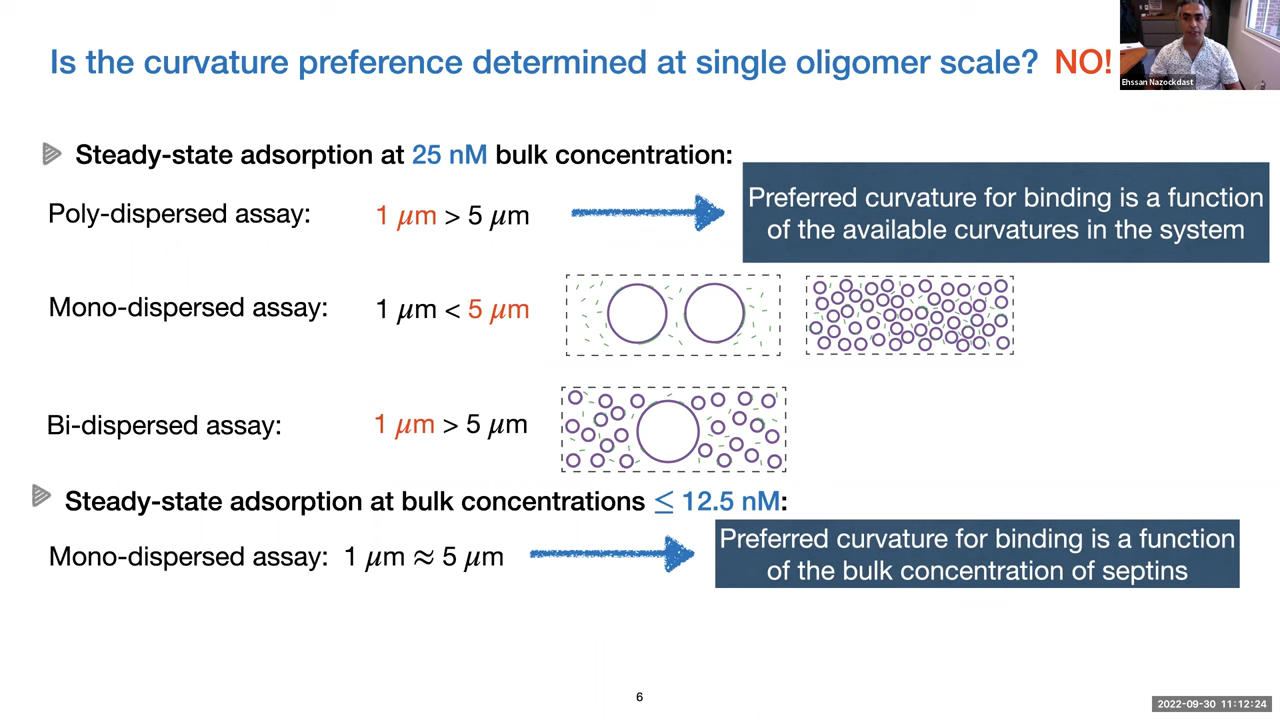 Is the curvature preference determined at single oligomer scale? NO!
Ehssan Nazockdast
Steady-state adsorption at 25 nM bulk concentration:
Poly-dispersed assay: 1 μm > 5 μm
Preferred curvature for binding is a function
of the available curvatures in the system
Mono-dispersed assay: 1 μm < 5 μm
Bi-dispersed assay: 1 μm > 5 μm
Steady-state adsorption at bulk concentrations ≤ 12.5 nM:
Mono-dispersed assay: 1 μm ≈ 5 μm
Preferred curvature for binding is a function
of the bulk concentration of septins
6
2022-09-30 11:12:24